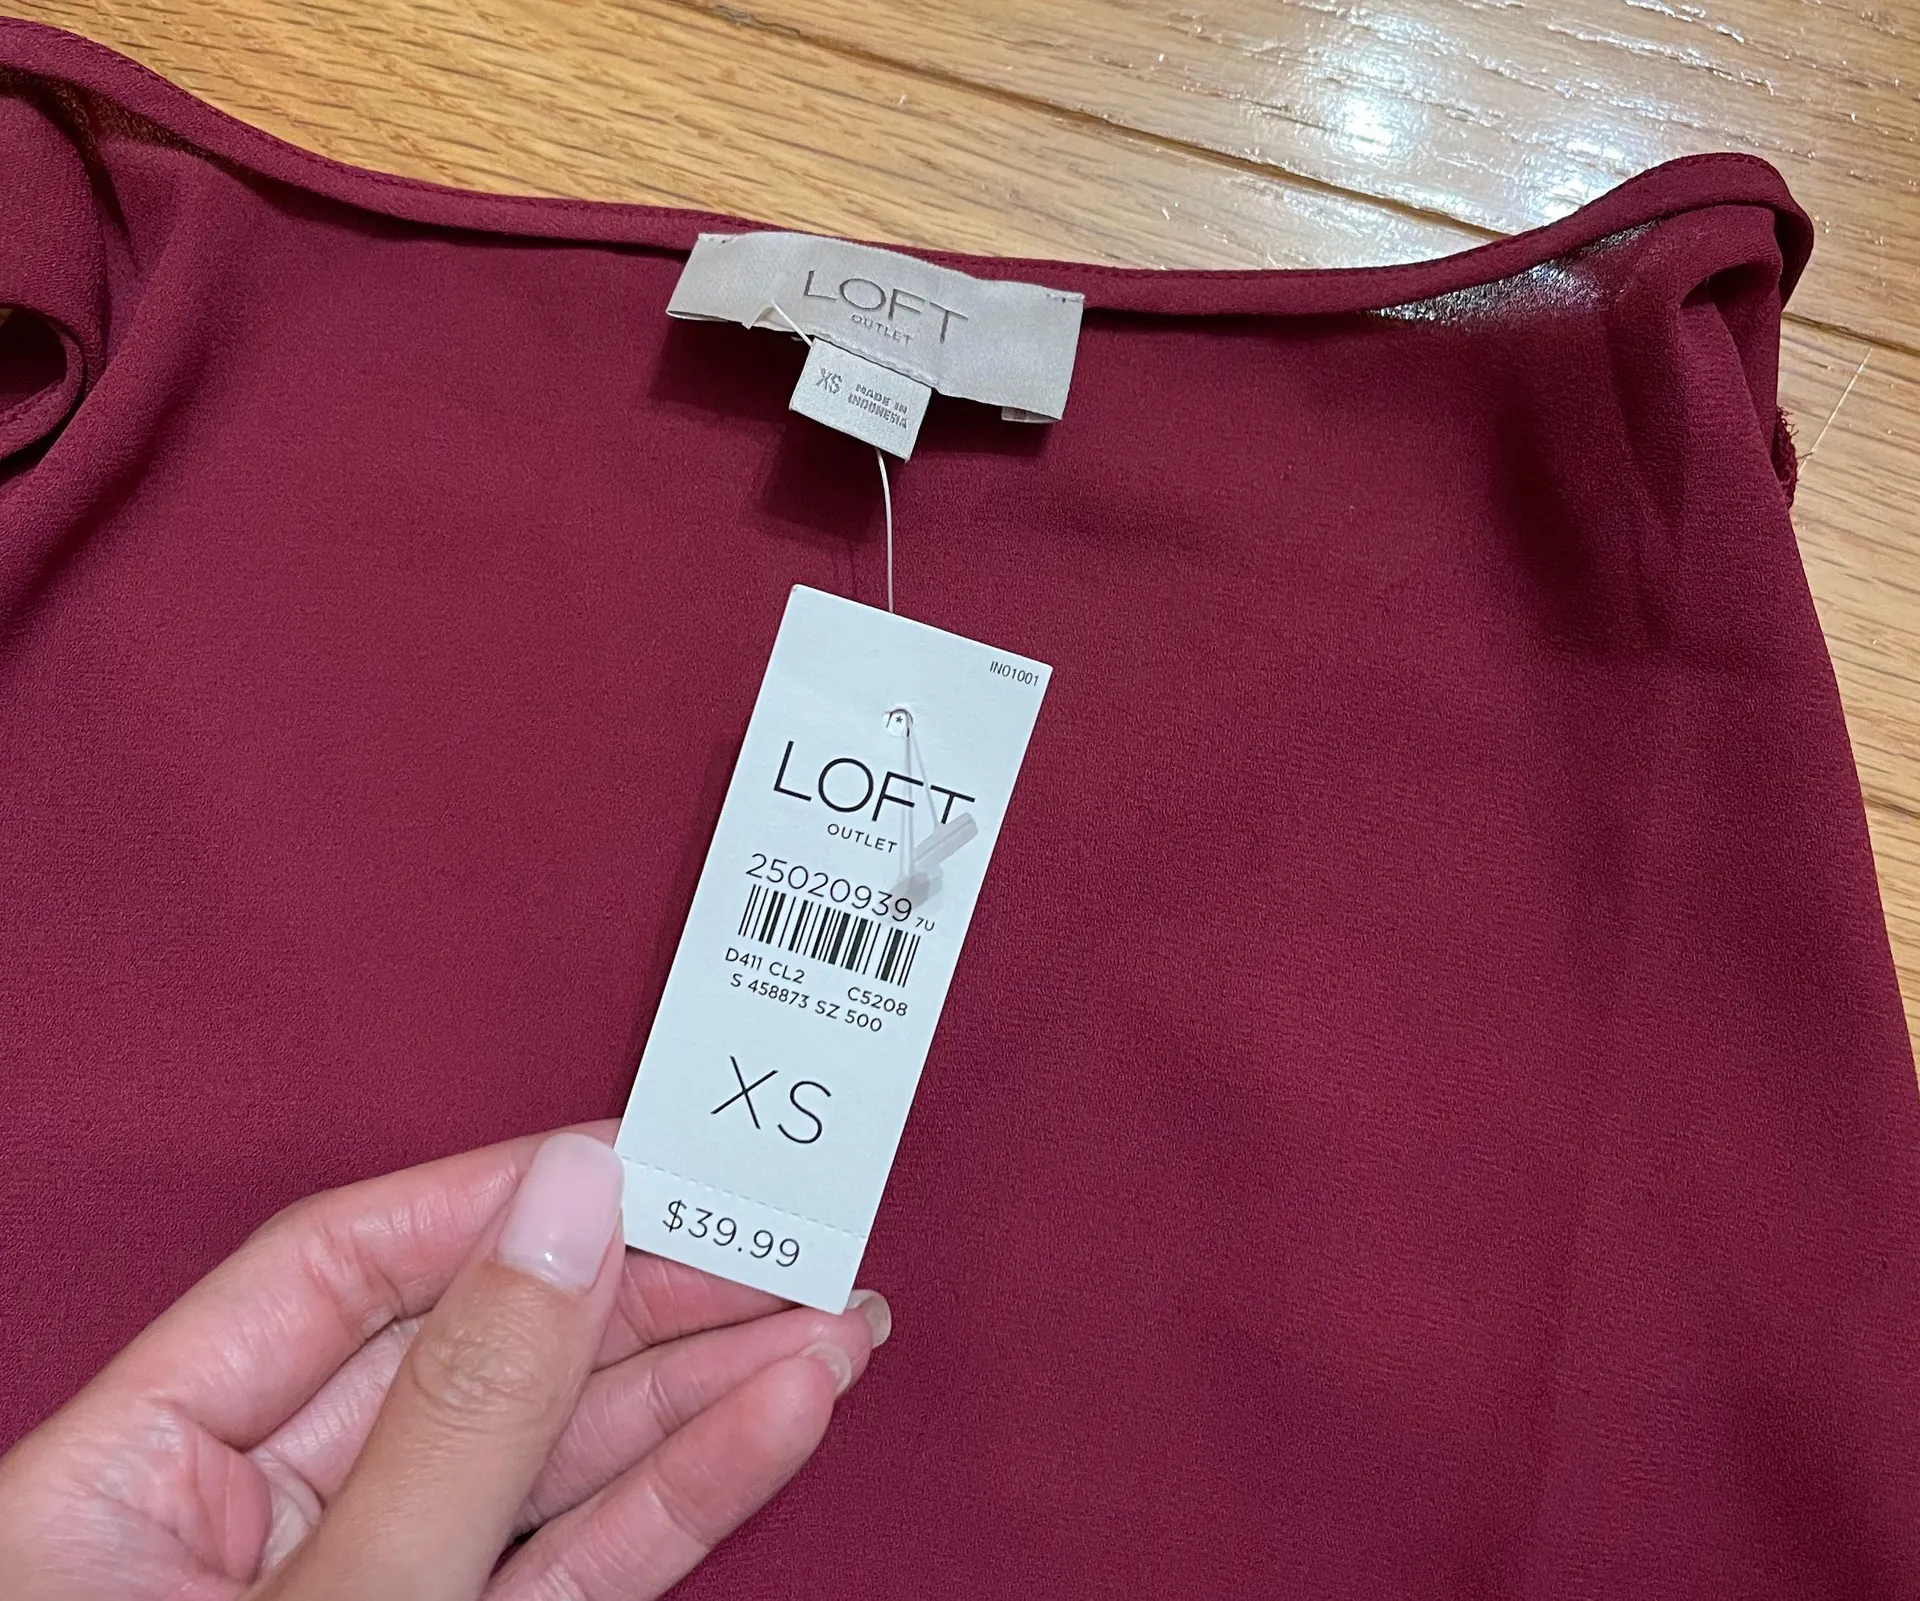 LOFT
OUTLET
XS MADE IN
INDONESIA
IN01001
LOFT
OUTLET
25020939 7U
D411 CL2 C5208
S 458873 SZ 500
XS
$39.99